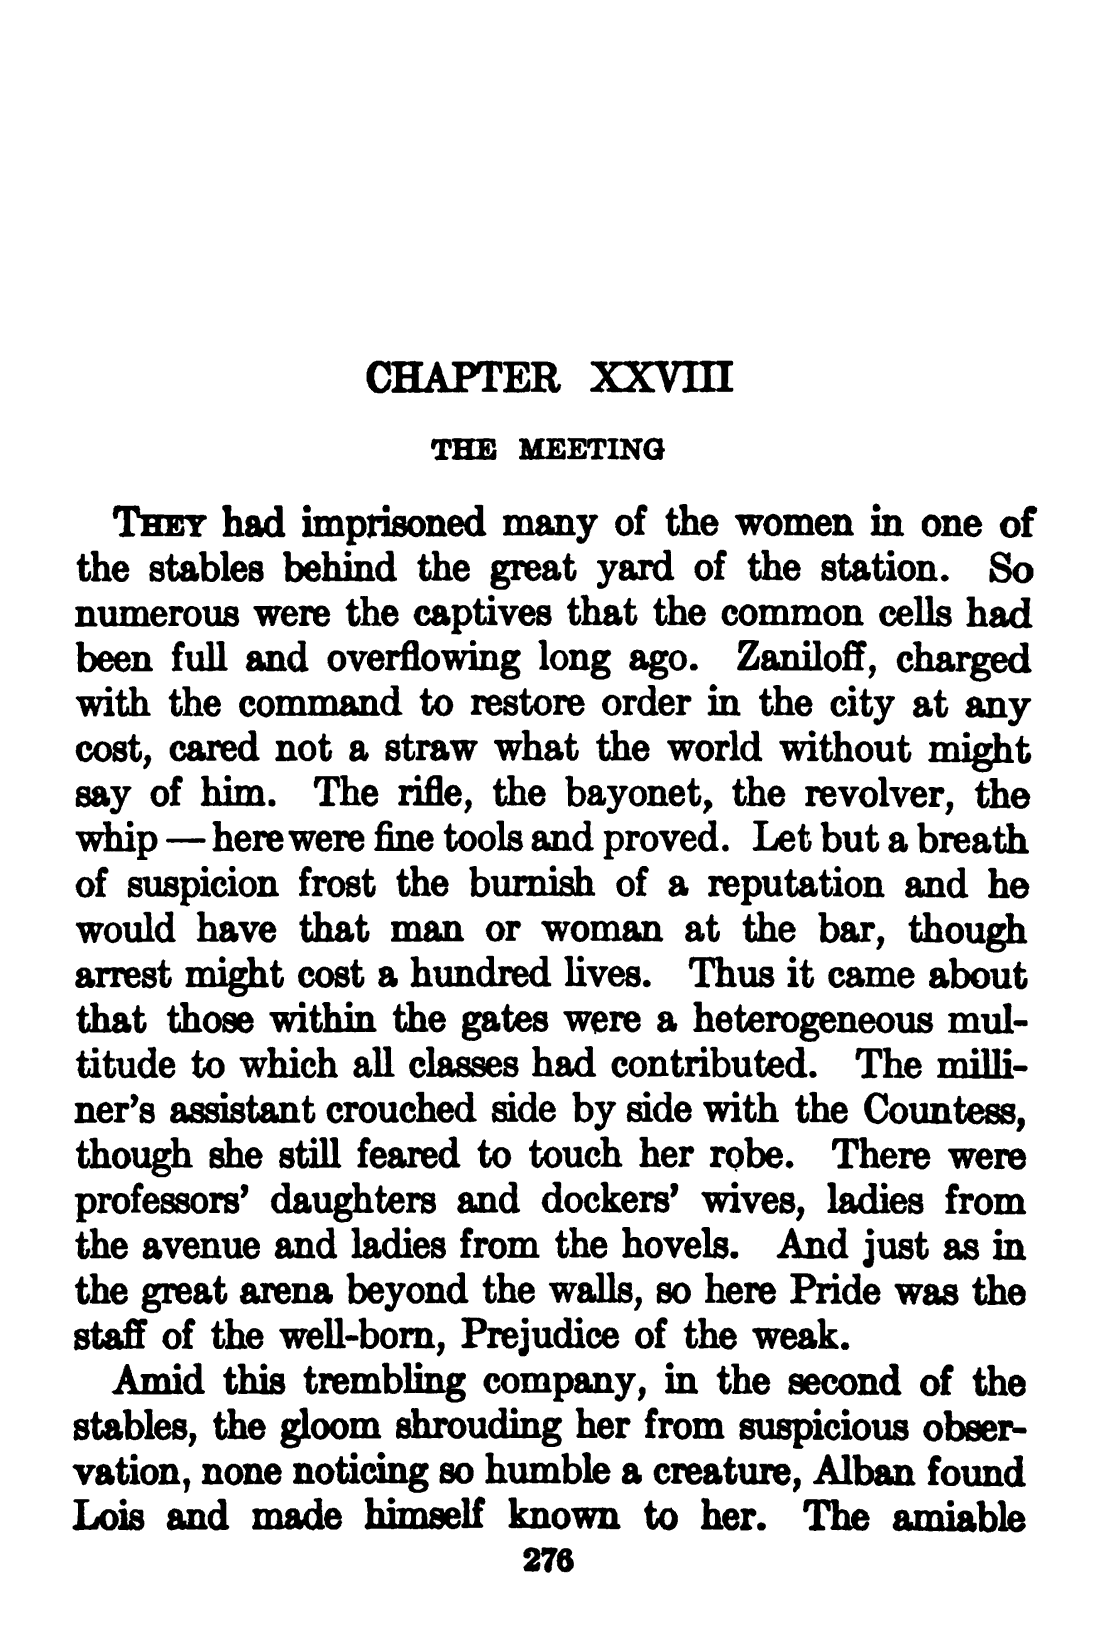 CHAPTER XXVIII
THE MEETING
THEY had imprisoned many of the women in one of
the stables behind the great yard of the station. So
numerous were the captives that the common cells had
been full and overflowing long ago. Zaniloff, charged
with the command to restore order in the city at any
cost, cared not a straw what the world without might
say of him. The rifle, the bayonet, the revolver, the
whip — here were fine tools and proved. Let but a breath
of suspicion frost the burnish of a reputation and he
would have that man or woman at the bar, though
arrest might cost a hundred lives. Thus it came about
that those within the gates were a heterogeneous mul-
titude to which all classes had contributed. The milli-
ner's assistant crouched side by side with the Countess,
though she still feared to touch her robe. There were
professors' daughters and dockers' wives, ladies from
the avenue and ladies from the hovels. And just as in
the great arena beyond the walls, so here Pride was the
staff of the well-born, Prejudice of the weak.
Amid this trembling company, in the second of the
stables, the gloom shrouding her from suspicious obser-
vation, none noticing so humble a creature, Alban found
Lois and made himself known to her. The amiable
276